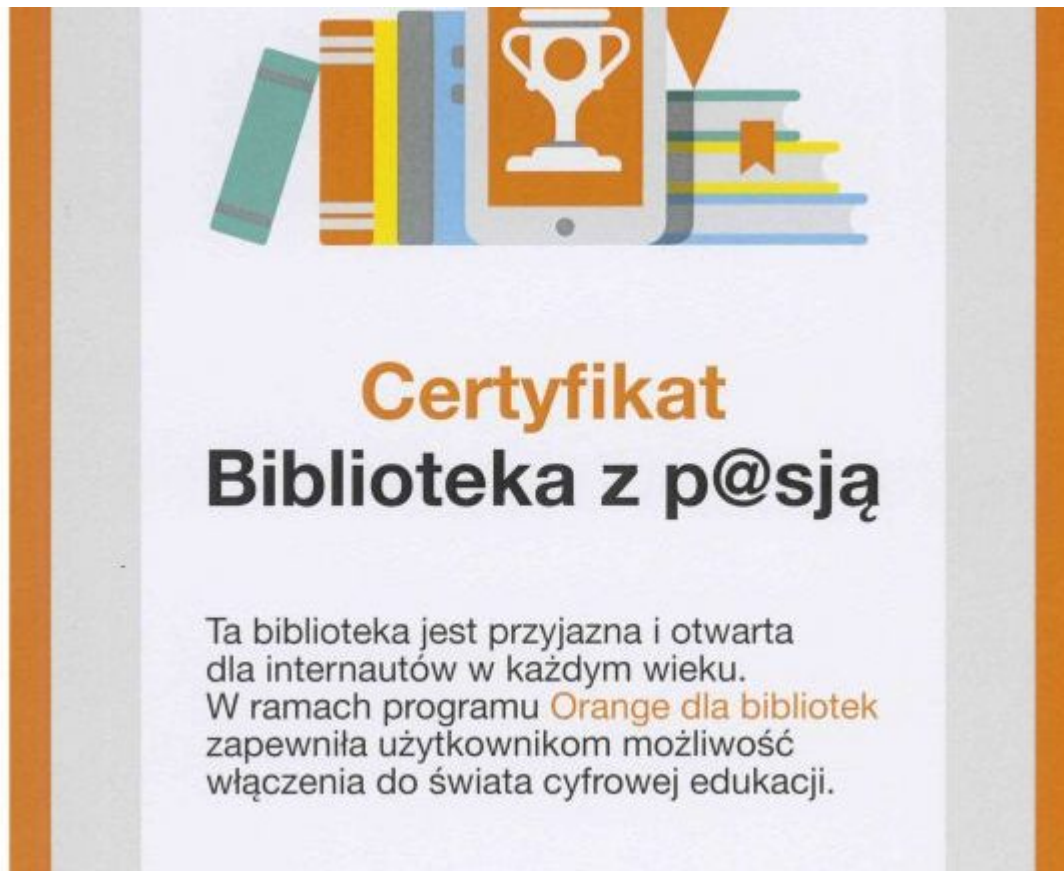 Certyfikat
Biblioteka z p@sją
Ta biblioteka jest przyjazna i otwarta
dla internautów w każdym wieku.
W ramach programu Orange dla bibliotek
zapewniła użytkownikom możliwość
włączenia do świata cyfrowej edukacji.